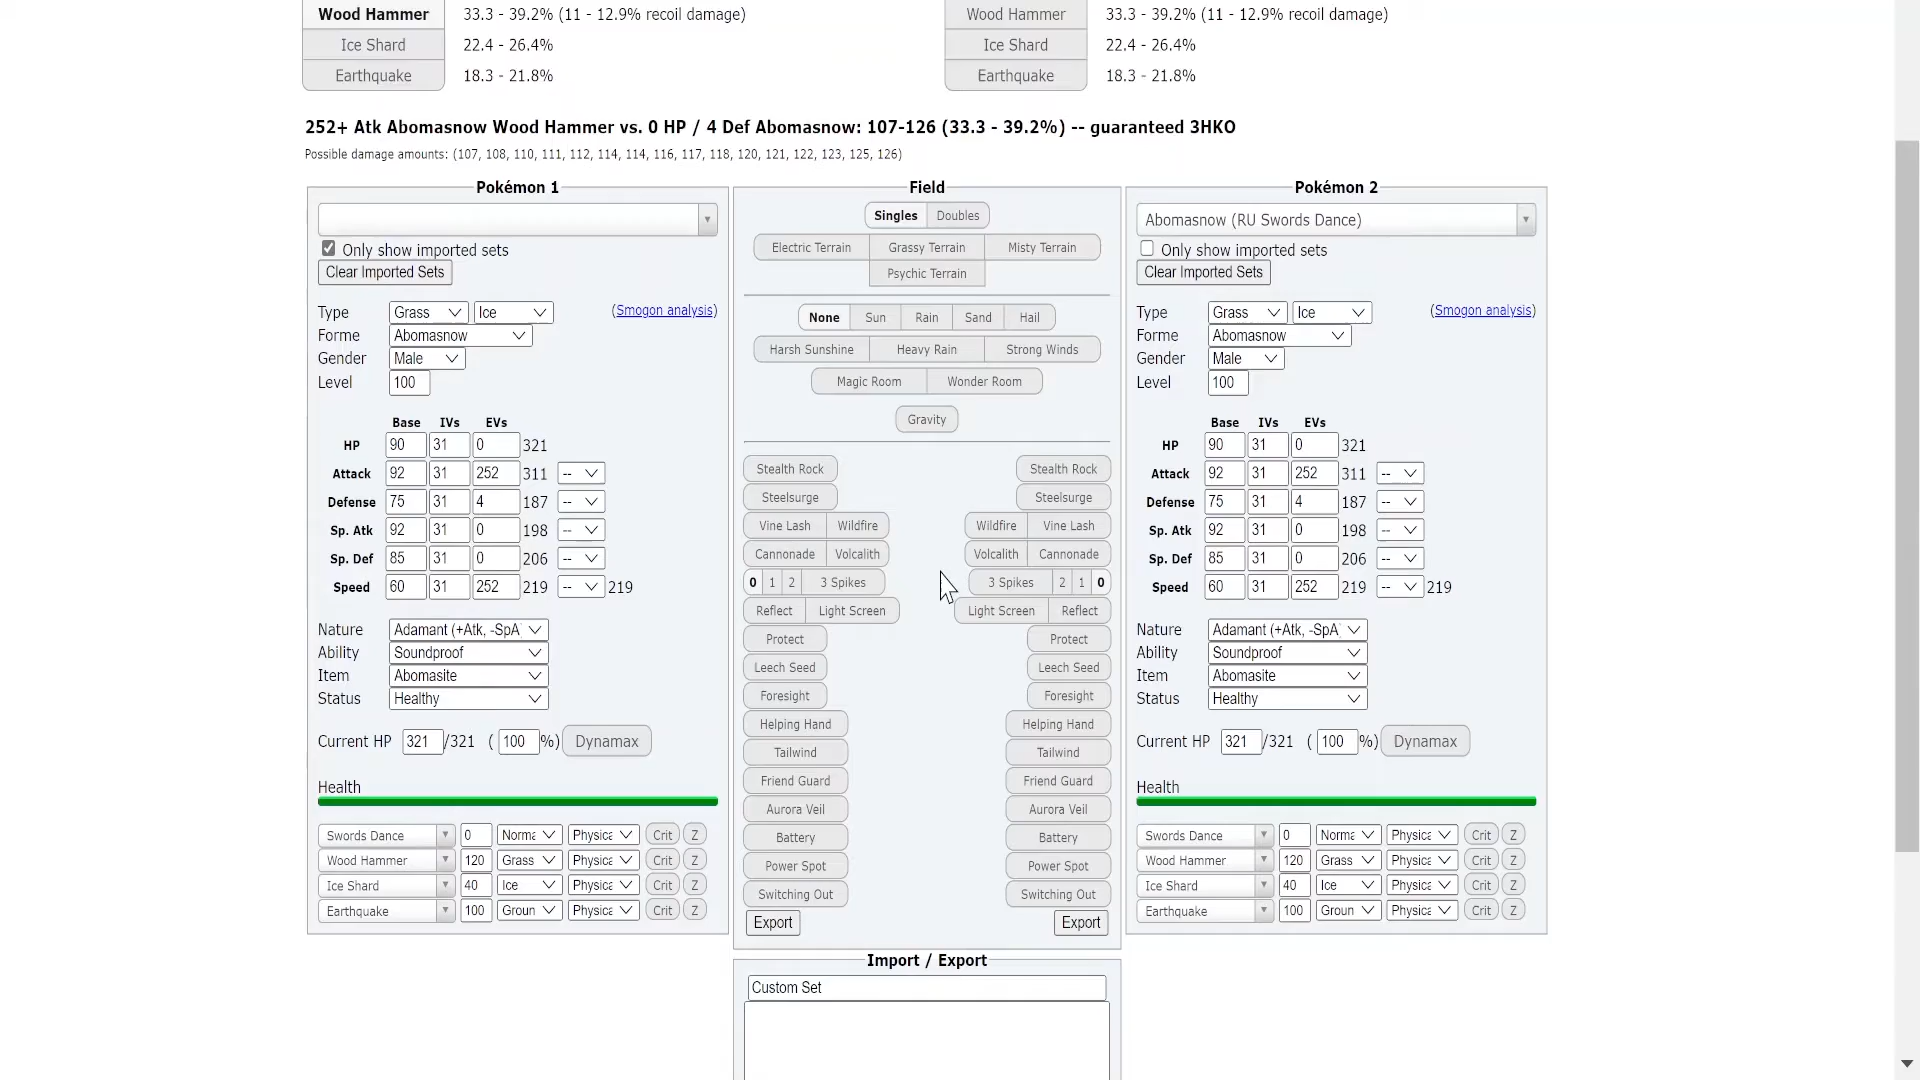 Wood Hammer 33.3 - 39.2% (11 - 12.9% recoil damage) Wood Hammer 33.3 - 39.2% (11 - 12.9% recoil damage)
Ice Shard 22.4 - 26.4% Ice Shard 22.4 - 26.4%
Earthquake 18.3 - 21.8% Earthquake 18.3 - 21.8%
252+ Atk Abomasnow Wood Hammer vs. 0 HP / 4 Def Abomasnow: 107-126 (33.3 - 39.2%) -- guaranteed 3HKO
Possible damage amounts: (107, 108, 110, 111, 112, 114, 114, 116, 117, 118, 120, 121, 122, 123, 125, 126)
Pokémon 1
Only show imported sets
Clear Imported Sets
Type Grass Ice (Smogon analysis)
Forme Abomasnow
Gender Male
Level 100
Base IVs EVs
HP 90 31 0 321
Attack 92 31 252 311 --
Defense 75 31 4 187 --
Sp. Atk 92 31 0 198 --
Sp. Def 85 31 0 206 --
Speed 60 31 252 219 -- 219
Nature Adamant (+Atk, -SpA
Ability Soundproof
Item Abomasite
Status Healthy
Current HP 321 /321 ( 100 %) Dynamax
Health
Swords Dance 0 Norma Physica Crit Z
Wood Hammer 120 Grass Physica Crit Z
Ice Shard 40 Ice Physica Crit Z
Earthquake 100 Groun Physica Crit Z
Field
Singles Doubles
Electric Terrain Grassy Terrain Misty Terrain
Psychic Terrain
None Sun Rain Sand Hail
Harsh Sunshine Heavy Rain Strong Winds
Magic Room Wonder Room
Gravity
Stealth Rock Stealth Rock
Steelsurge Steelsurge
Vine Lash Wildfire Wildfire Vine Lash
Cannonade Volcalith Volcalith Cannonade
0 1 2 3 Spikes 3 Spikes 2 1 0
Reflect Light Screen Light Screen Reflect
Protect Protect
Leech Seed Leech Seed
Foresight Foresight
Helping Hand Helping Hand
Tailwind Tailwind
Friend Guard Friend Guard
Aurora Veil Aurora Veil
Battery Battery
Power Spot Power Spot
Switching Out Switching Out
Export Export
Import / Export
Custom Set
Pokémon 2
Abomasnow (RU Swords Dance)
Only show imported sets
Clear Imported Sets
Type Grass Ice (Smogon analysis)
Forme Abomasnow
Gender Male
Level 100
Base IVs EVs
HP 90 31 0 321
Attack 92 31 252 311 --
Defense 75 31 4 187 --
Sp. Atk 92 31 0 198 --
Sp. Def 85 31 0 206 --
Speed 60 31 252 219 -- 219
Nature Adamant (+Atk, -SpA
Ability Soundproof
Item Abomasite
Status Healthy
Current HP 321 /321 ( 100 %) Dynamax
Health
Swords Dance 0 Norma Physica Crit Z
Wood Hammer 120 Grass Physica Crit Z
Ice Shard 40 Ice Physica Crit Z
Earthquake 100 Groun Physica Crit Z